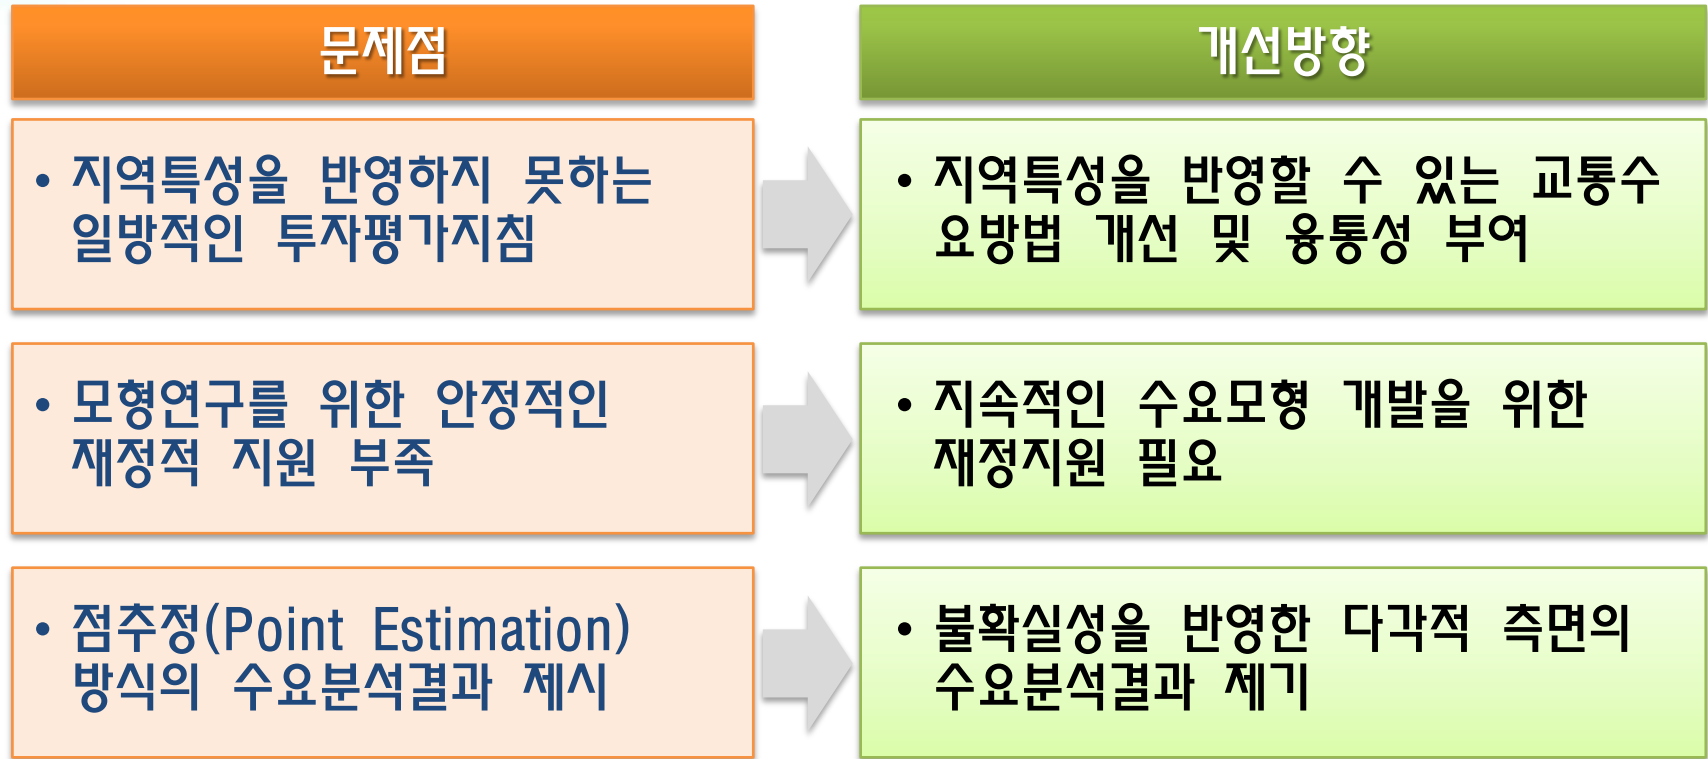 문제점
개선방향
• 지역특성을 반영하지 못하는
일방적인 투자평가지침
• 지역특성을 반영할 수 있는 교통수
요방법 개선 및 융통성 부여
• 모형연구를 위한 안정적인
재정적 지원 부족
• 지속적인 수요모형 개발을 위한
재정지원 필요
• 점추정(Point Estimation)
방식의 수요분석결과 제시
• 불확실성을 반영한 다각적 측면의
수요분석결과 제기